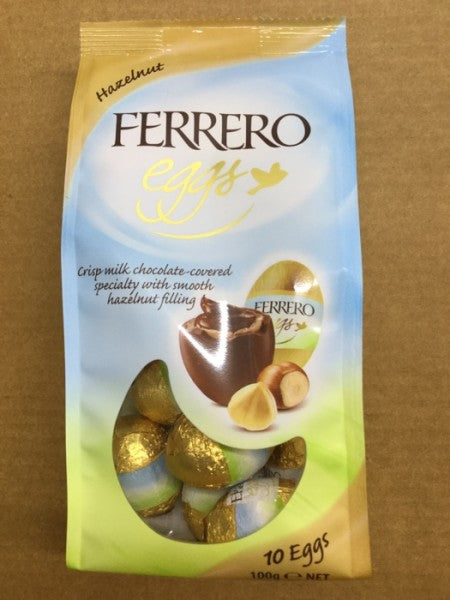 Hazelnut
FERRERO
eggs
Crisp milk chocolate-covered
specialty with smooth
hazelnut filling
FERRERO
eggs
10 Eggs
100g ℮ NET